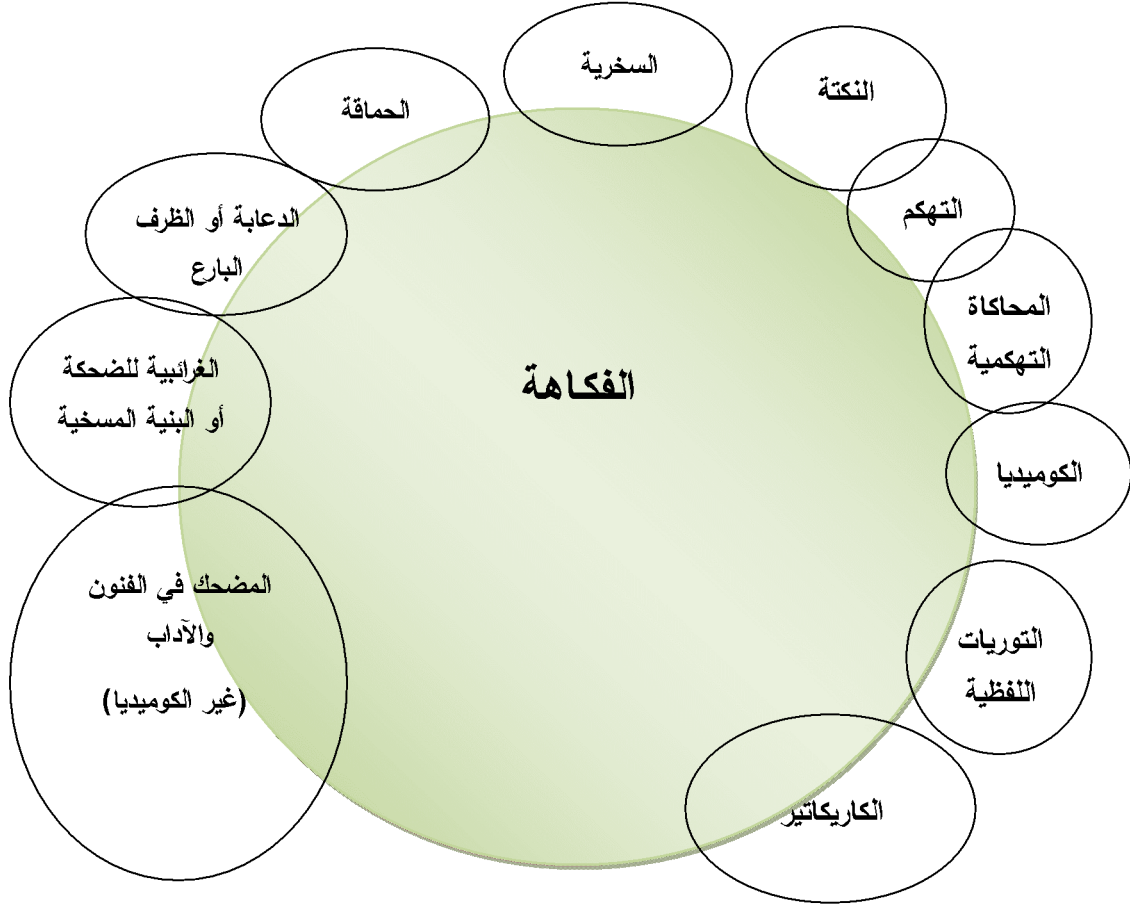 السخرية
النكتة
الحماقة
التهكم
الدعابة أو الظرف
البارع
المحاكاة
التهكمية
الغرائبية للضحكة
أو البنية المسخية
الفكاهة
الكوميديا
المضحك في الفنون
والآداب
(غير الكوميديا)
التوريات
اللفظية
الكاريكاتير